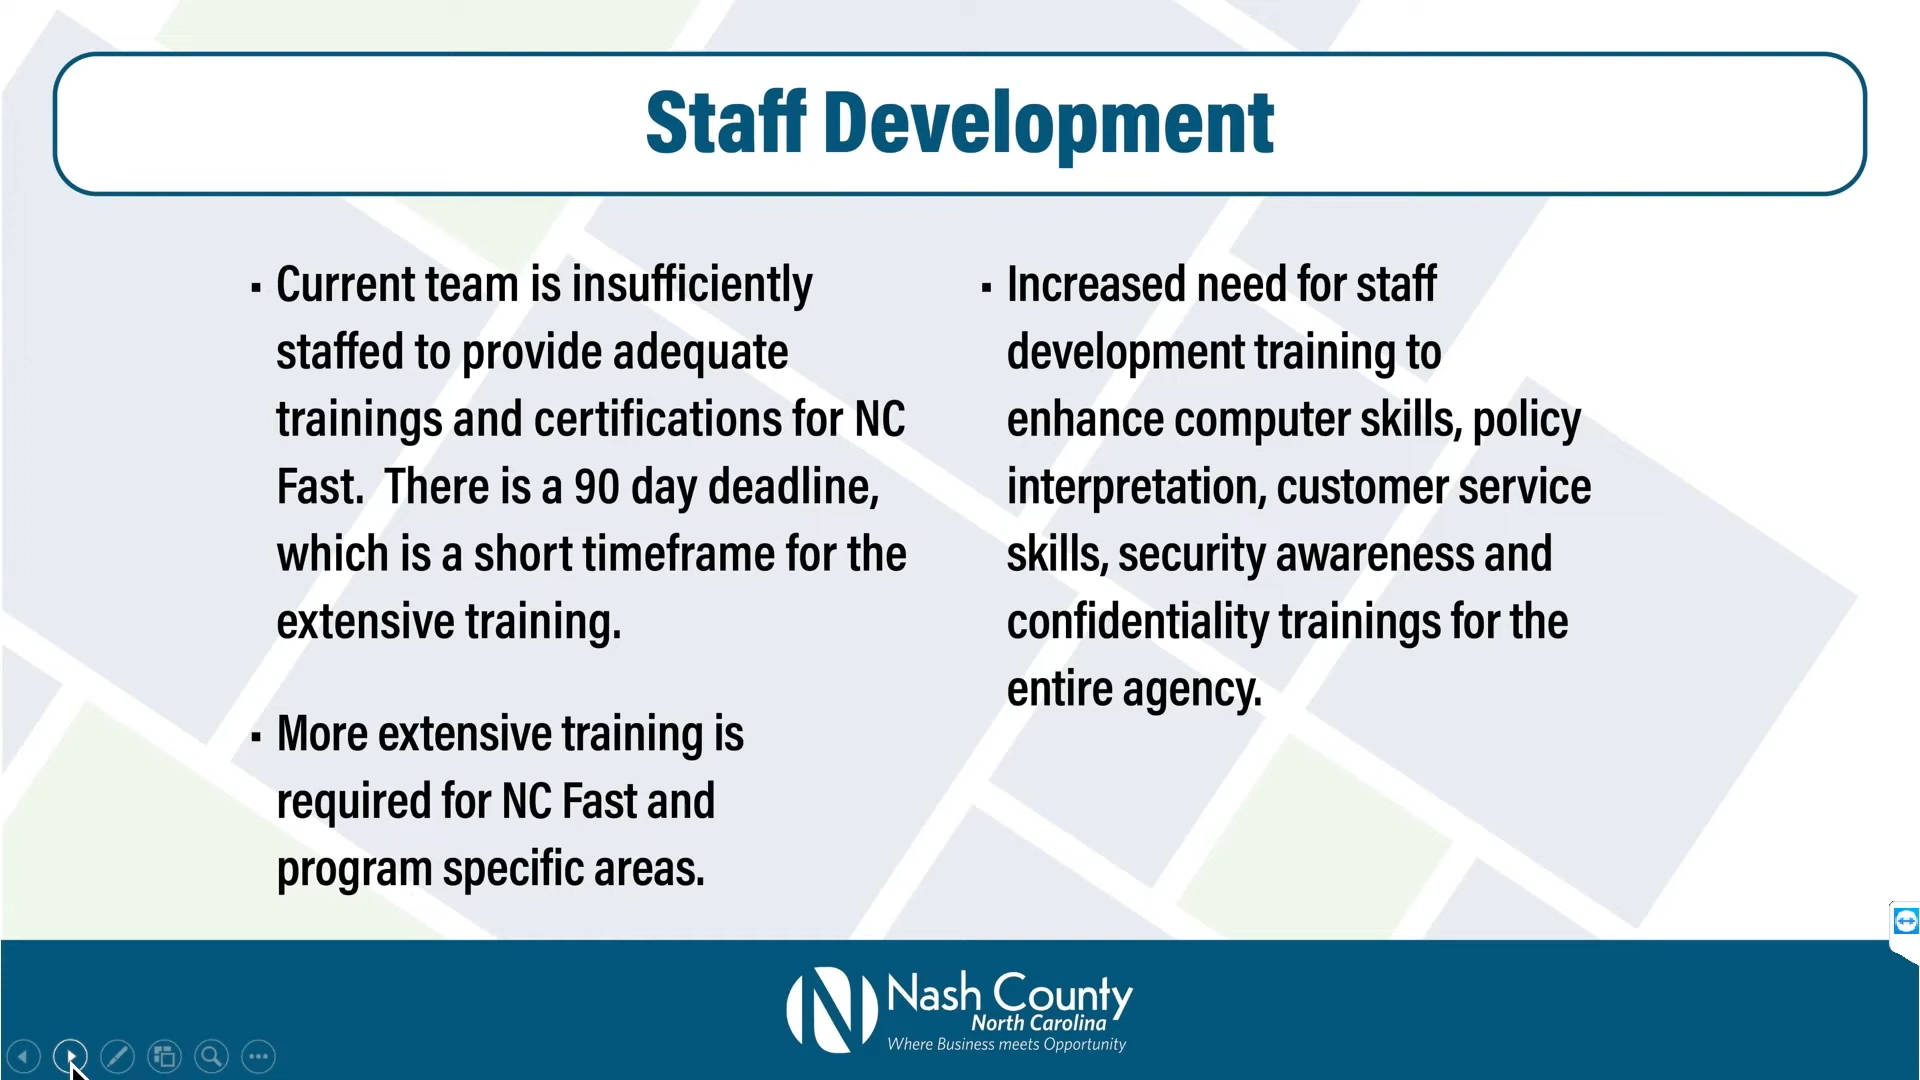 Staff Development
▪ Current team is insufficiently
staffed to provide adequate
trainings and certifications for NC
Fast.  There is a 90 day deadline,
which is a short timeframe for the
extensive training.
▪ More extensive training is
required for NC Fast and
program specific areas.
▪ Increased need for staff
development training to
enhance computer skills, policy
interpretation, customer service
skills, security awareness and
confidentiality trainings for the
entire agency.
Nash County
North Carolina
Where Business meets Opportunity